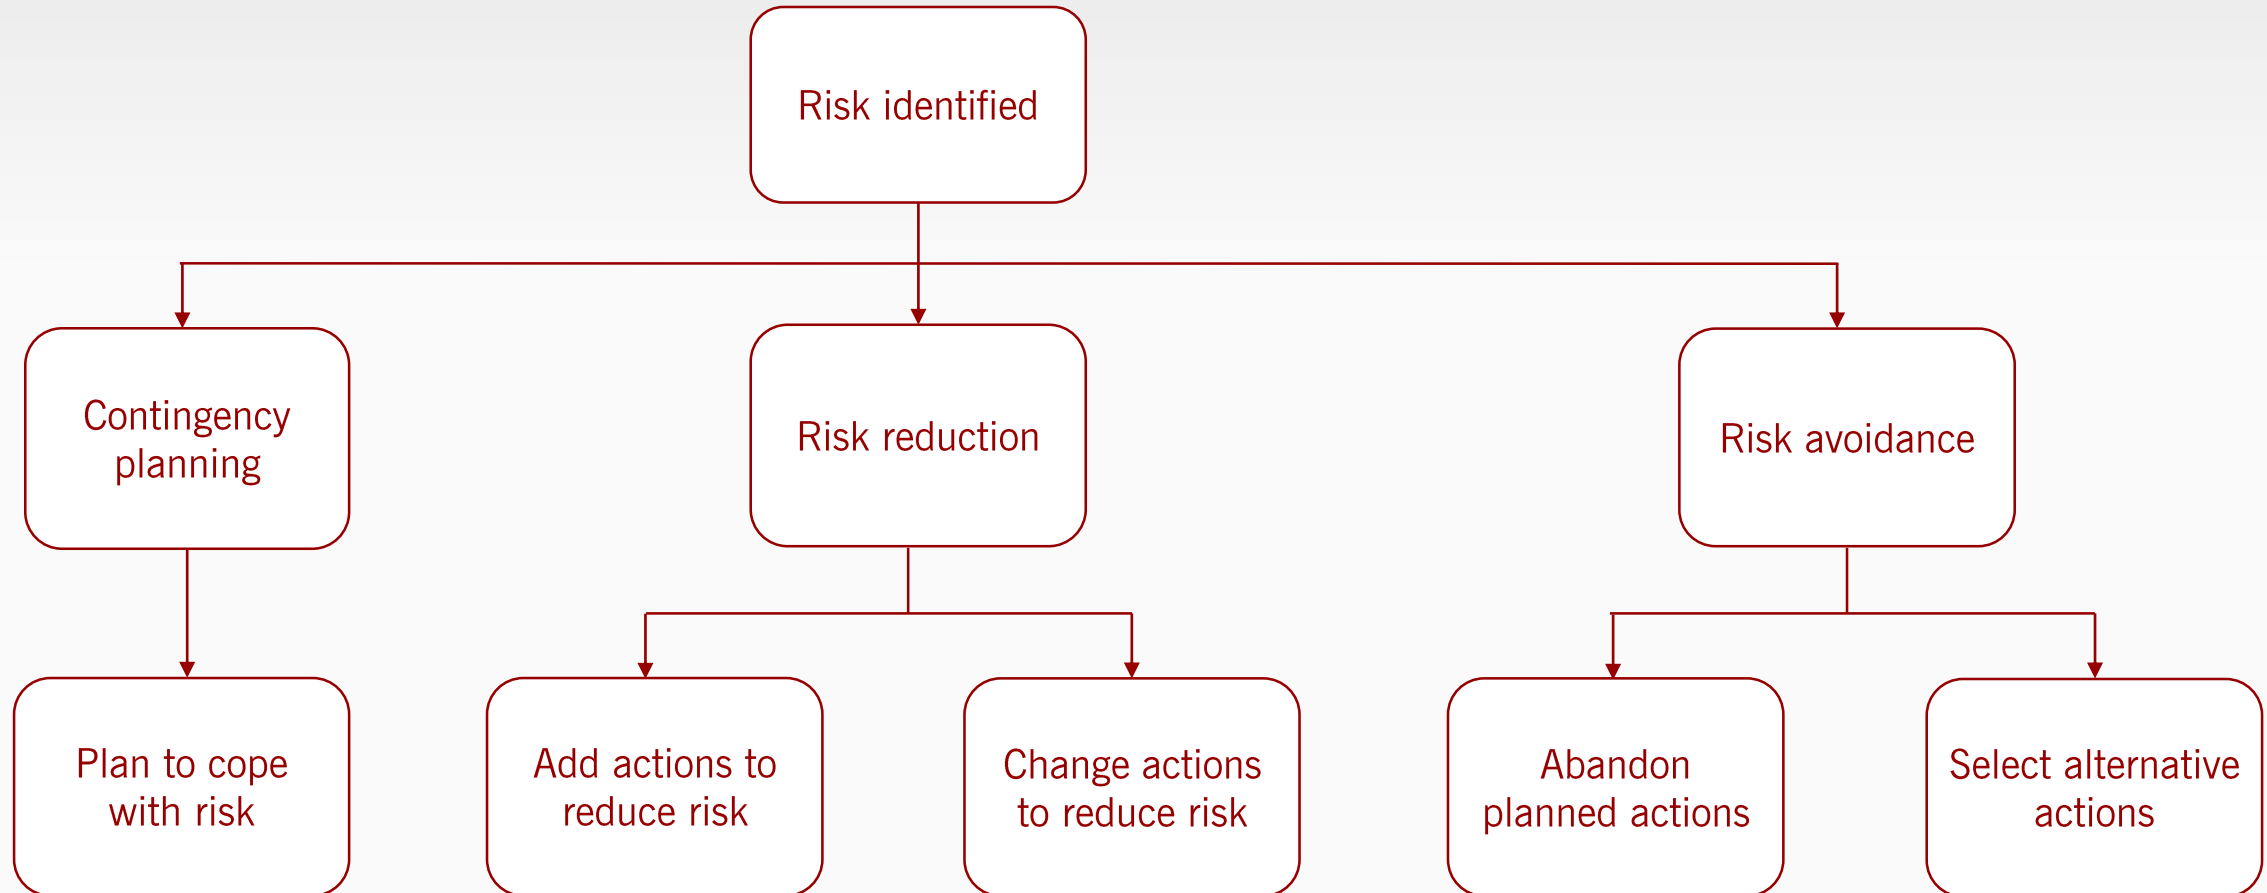 Risk identified
Contingency
planning
Risk reduction
Risk avoidance
Plan to cope
with risk
Add actions to
reduce risk
Change actions
to reduce risk
Abandon
planned actions
Select alternative
actions